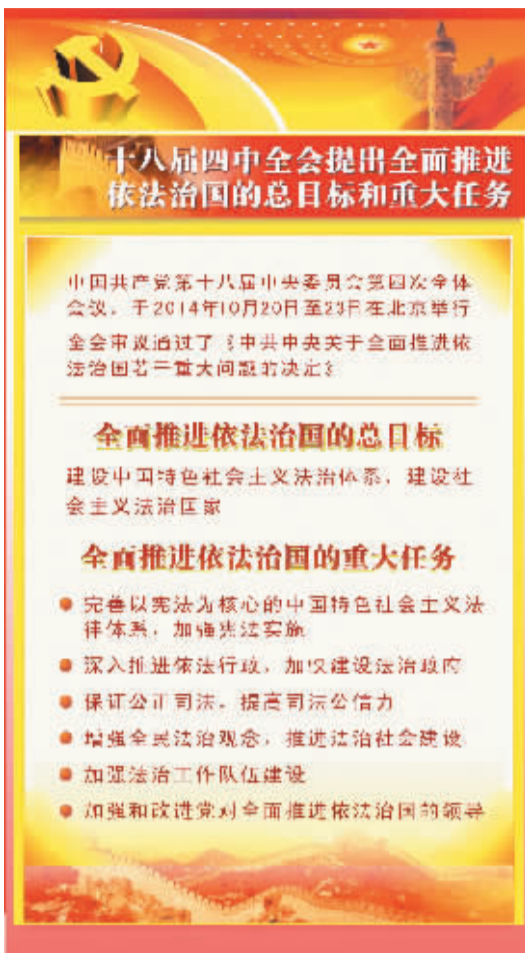 十八届四中全会提出全面推进
依法治国的总目标和重大任务
中国共产党第十八届中央委员会第四次全体
会议，于2014年10月20日至23日在北京举行
全会审议通过了《中共中央关于全面推进依
法治国若干重大问题的决定》
全面推进依法治国的总目标
建设中国特色社会主义法治体系，建设社
会主义法治国家
全面推进依法治国的重大任务
完善以宪法为核心的中国特色社会主义法
律体系，加强宪法实施
深入推进依法行政，加快建设法治政府
保证公正司法，提高司法公信力
增强全民法治观念，推进法治社会建设
加强法治工作队伍建设
加强和改进党对全面推进依法治国的领导